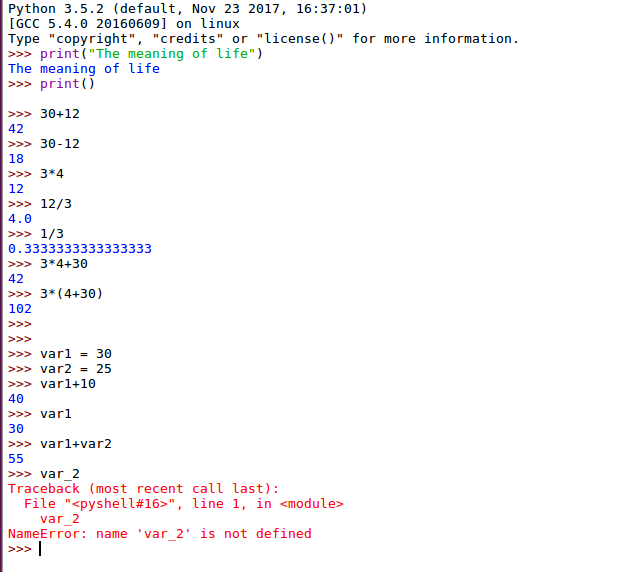 Python 3.5.2 (default, Nov 23 2017, 16:37:01)
[GCC 5.4.0 20160609] on linux
Type "copyright", "credits" or "license()" for more information.
>>> print("The meaning of life")
The meaning of life
>>> print()

>>> 30+12
42
>>> 30-12
18
>>> 3*4
12
>>> 12/3
4.0
>>> 1/3
0.3333333333333333
>>> 3*4+30
42
>>> 3*(4+30)
102
>>>
>>>
>>> var1 = 30
>>> var2 = 25
>>> var1+10
40
>>> var1
30
>>> var1+var2
55
>>> var_2
Traceback (most recent call last):
  File "<pyshell#16>", line 1, in <module>
    var_2
NameError: name 'var_2' is not defined
>>>